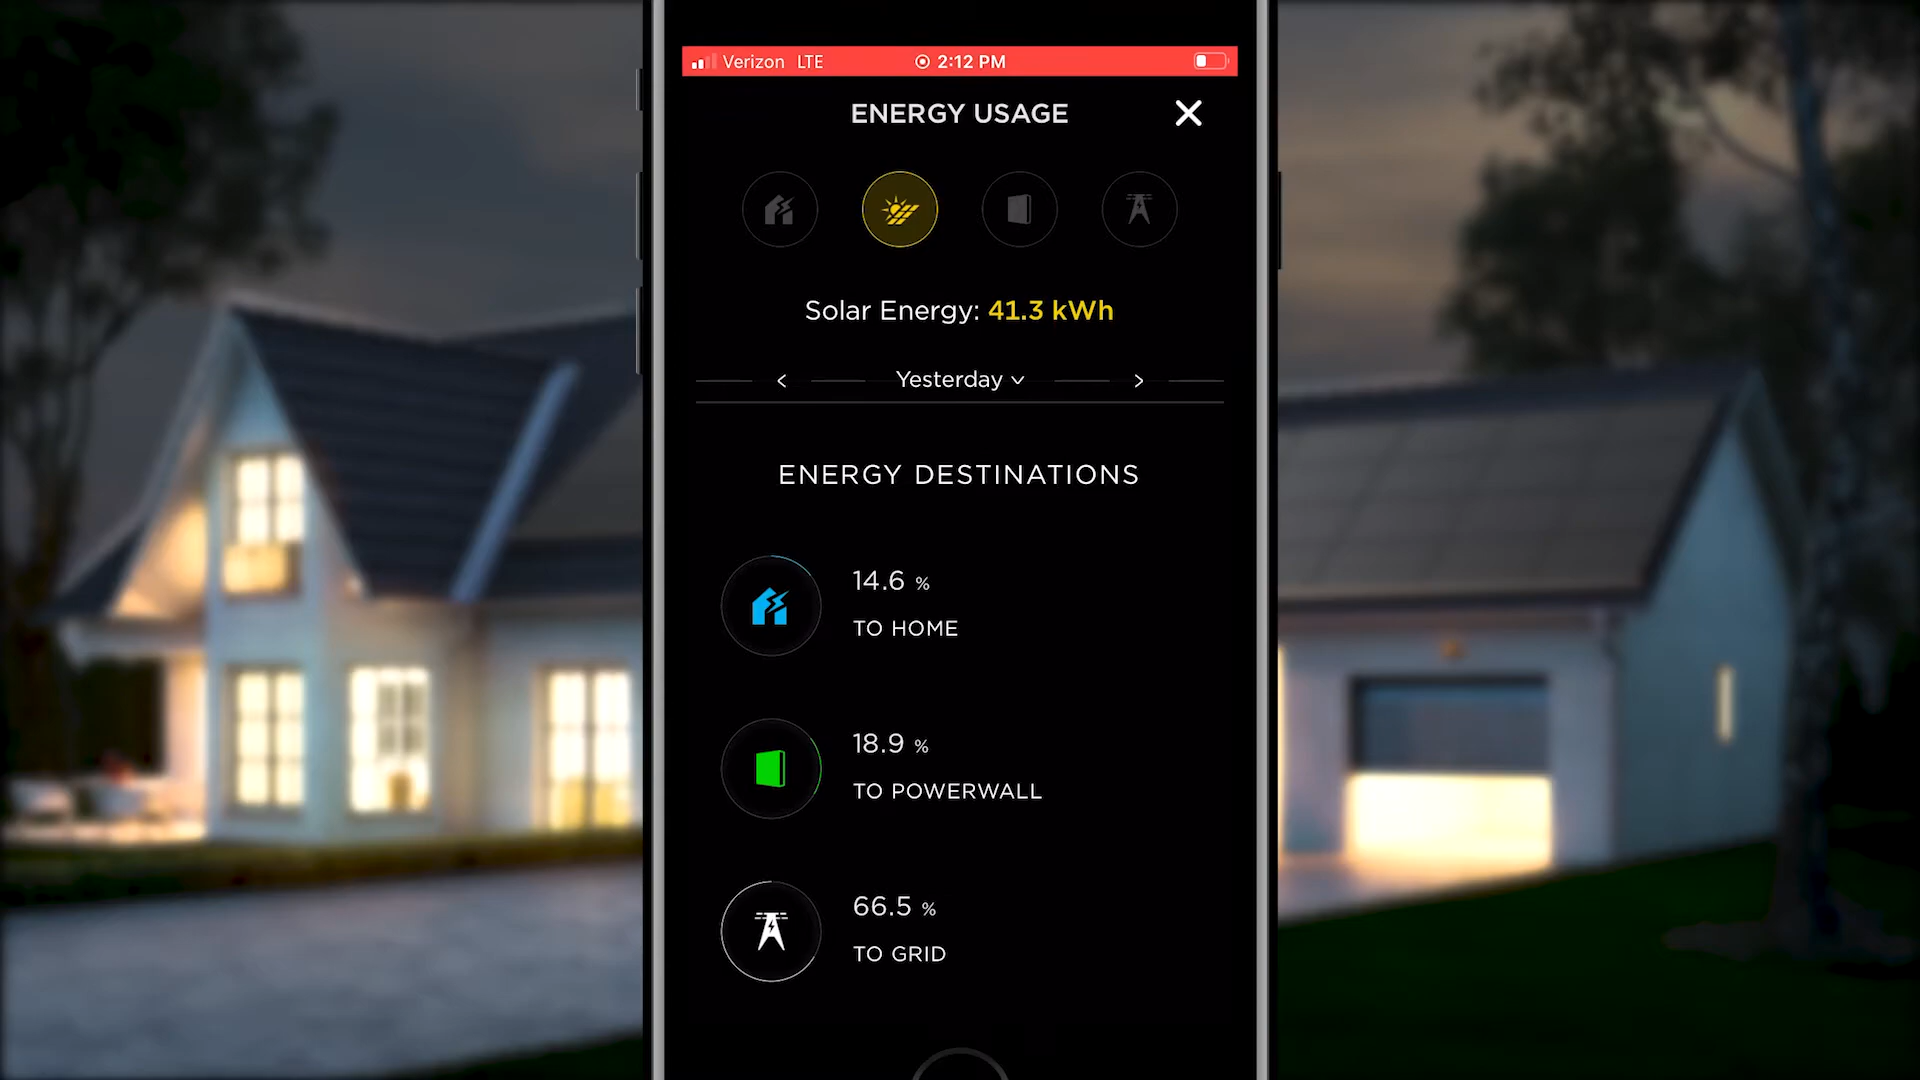 Verizon LTE 2:12 PM
ENERGY USAGE
Solar Energy: 41.3 kWh
Yesterday
ENERGY DESTINATIONS
14.6 %
TO HOME
18.9 %
TO POWERWALL
66.5 %
TO GRID